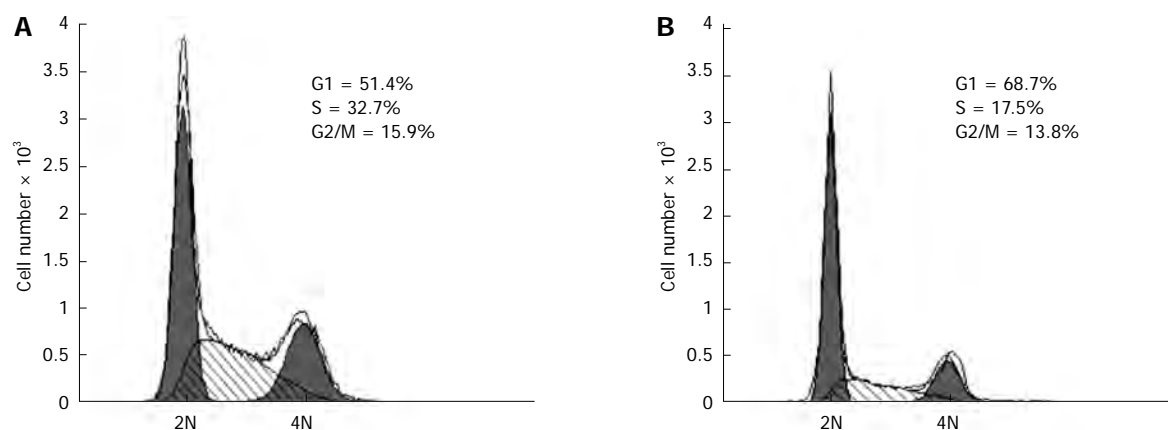 A
4
3.5
3
2.5
2
1.5
1
0.5
0
Cell number × 10³
G1 = 51.4%
S = 32.7%
G2/M = 15.9%
2N 4N
B
4
3.5
3
2.5
2
1.5
1
0.5
0
Cell number × 10³
G1 = 68.7%
S = 17.5%
G2/M = 13.8%
2N 4N